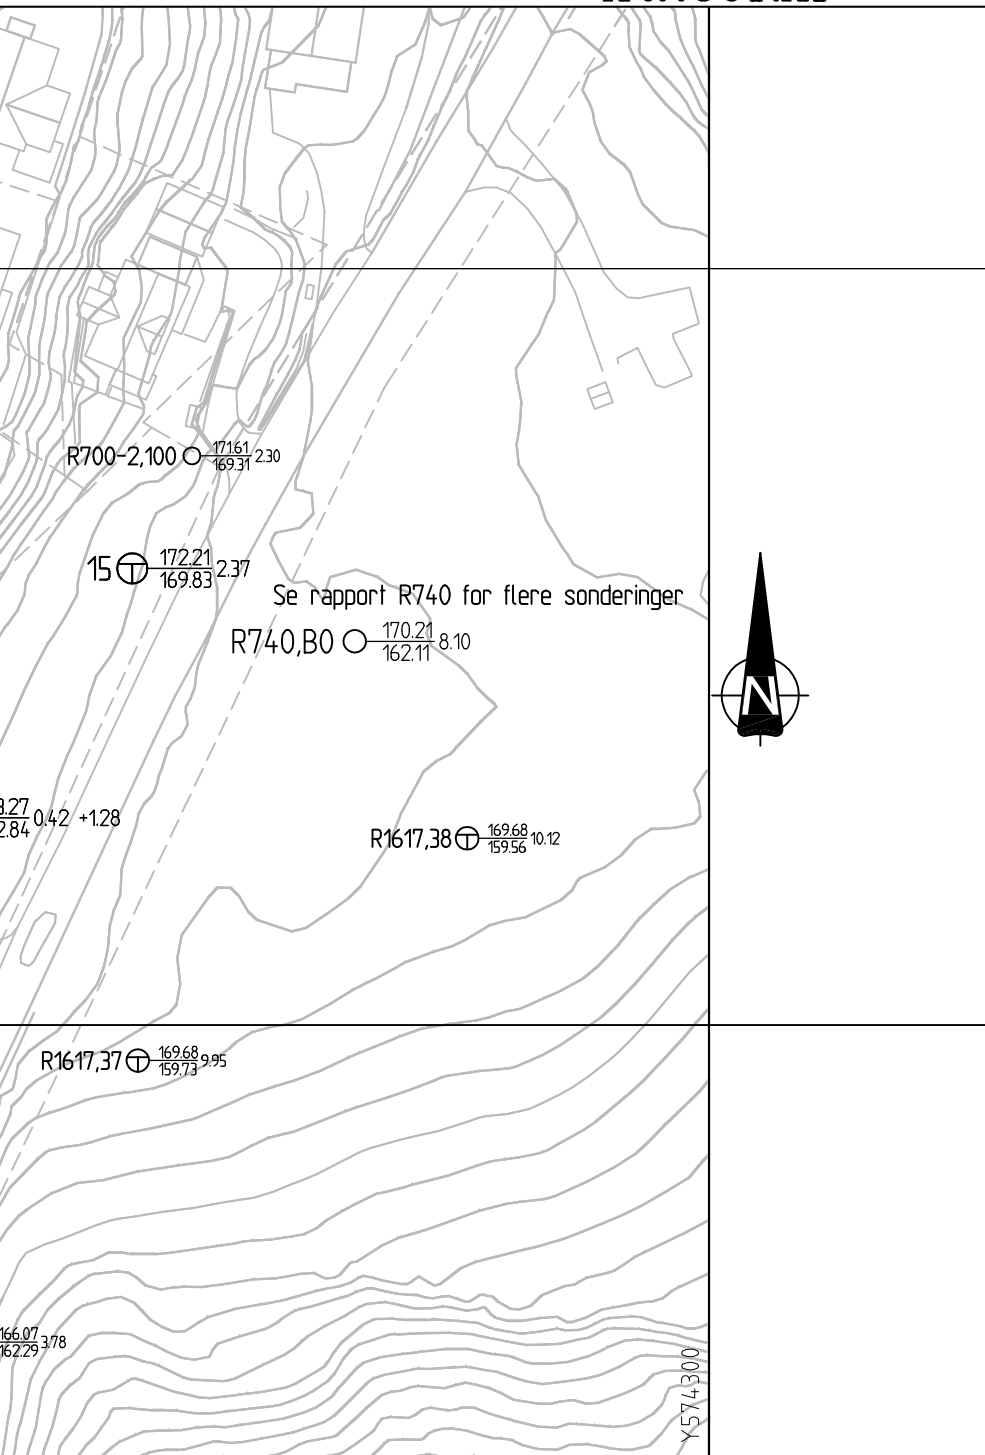 R700-2,100 171.61 2.30
169.31
15 172.21 2.37
169.83
Se rapport R740 for flere sonderinger
R740,B0 170.21 8.10
162.11
N
3.27 0.42 +1.28
2.84
R1617,38 169.68 10.12
159.56
R1617,37 169.68 9.95
159.73
166.07 3.78
162.29
Y574300